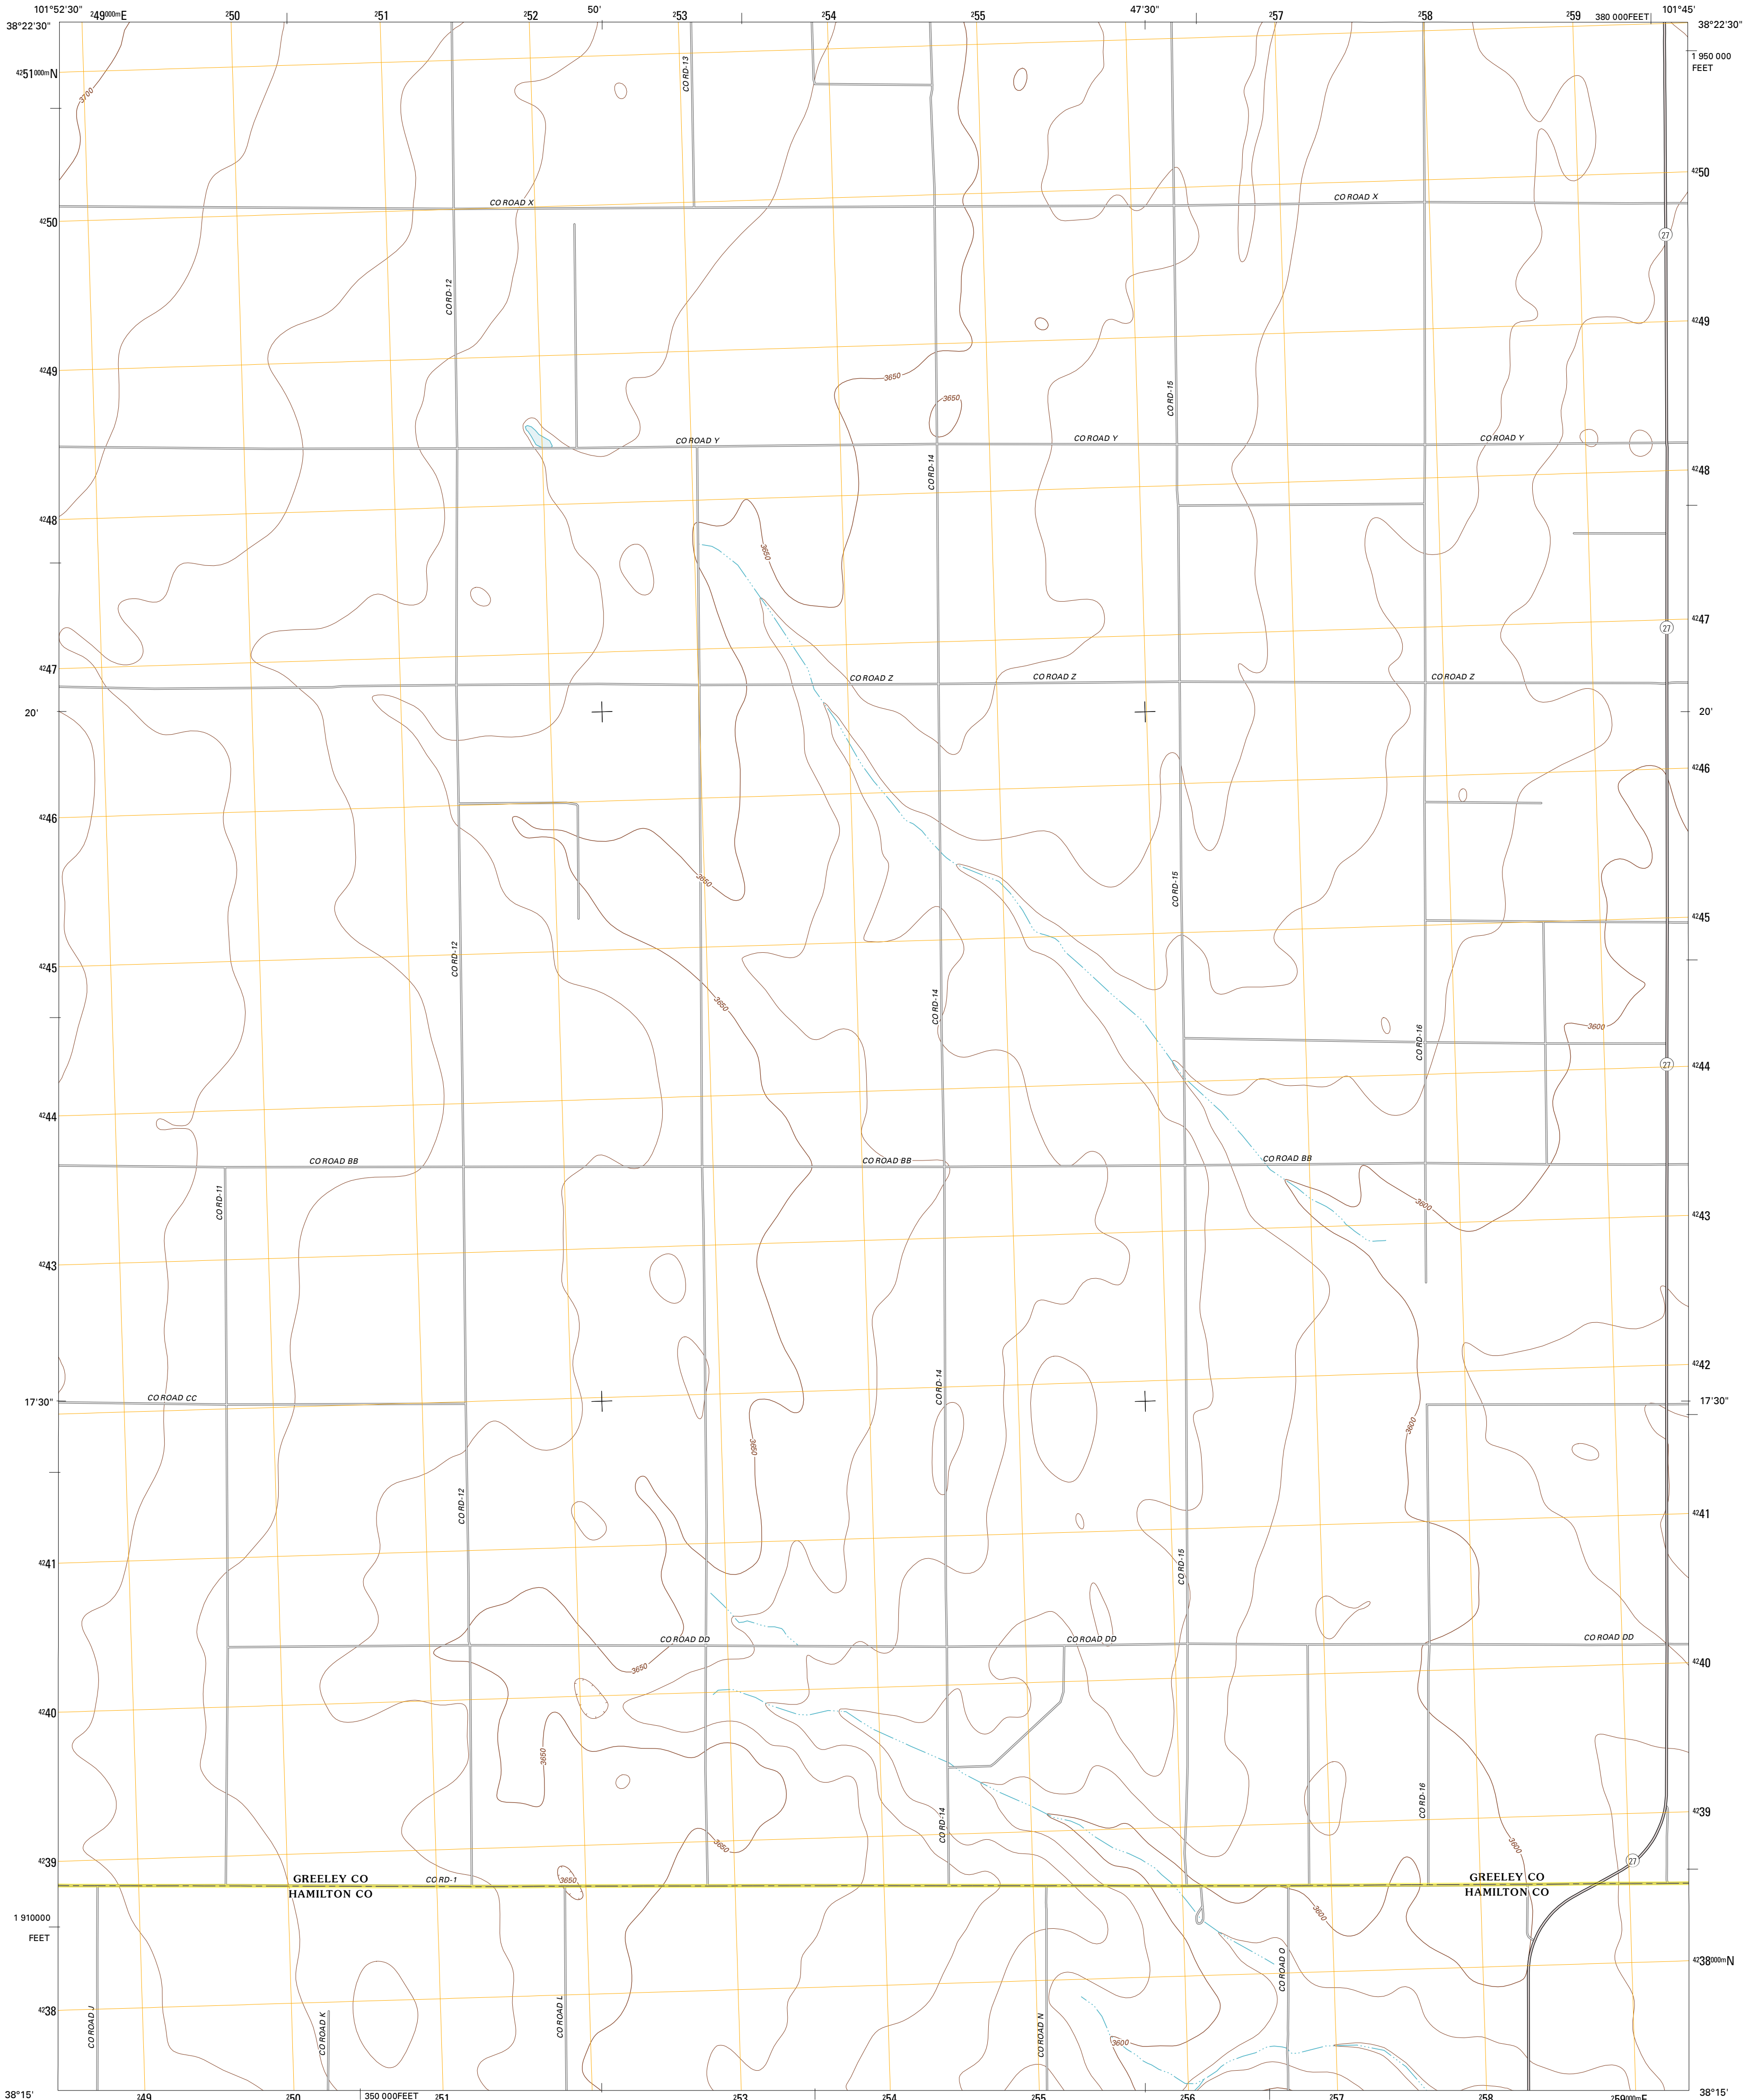 101°52'30" 249000mE 50 251 252 50' 253 254 255 47'30" 257 258 259 380 000FEET 101°45'
38°22'30" 38°22'30"
1 950 000
FEET
4251000mN
3700
CO RD-13
4250
CO ROAD X CO ROAD X
4250
27
CO RD-12
4249
4249
3650
CO RD-15
3650
CO ROAD Y CO ROAD Y CO ROAD Y
CO RD-14
4248
4248
3650
4247
27
4247
CO ROAD Z CO ROAD Z CO ROAD Z
20' 20'
4246
4246
3650
CO RD-15
4245
CO RD-12
4245
3650
CO RD-14
3600
CO RD-16
4244
27
4244
CO ROAD BB CO ROAD BB CO ROAD BB
CO RD-11
3600
4243
4243
4242
CO RD-14
CO ROAD CC
17'30" 17'30"
3600
3650
CO RD-12
4241
4241
CO RD-15
CO ROAD DD CO ROAD DD CO ROAD DD
3650
4240
4240
3650
CO RD-16
4239
CO RD-14
3650
3600
4239
27
GREELEY CO CO RD-1 3650 GREELEY CO
HAMILTON CO HAMILTON CO
3600
1 910000
FEET
4238000mN
CO ROAD O
4238
CO ROAD J
CO ROAD K
CO ROAD L
CO ROAD N
3600
38°15' 249 250 350 000FEET 251 253 254 255 256 257 258 259000mE 38°15'